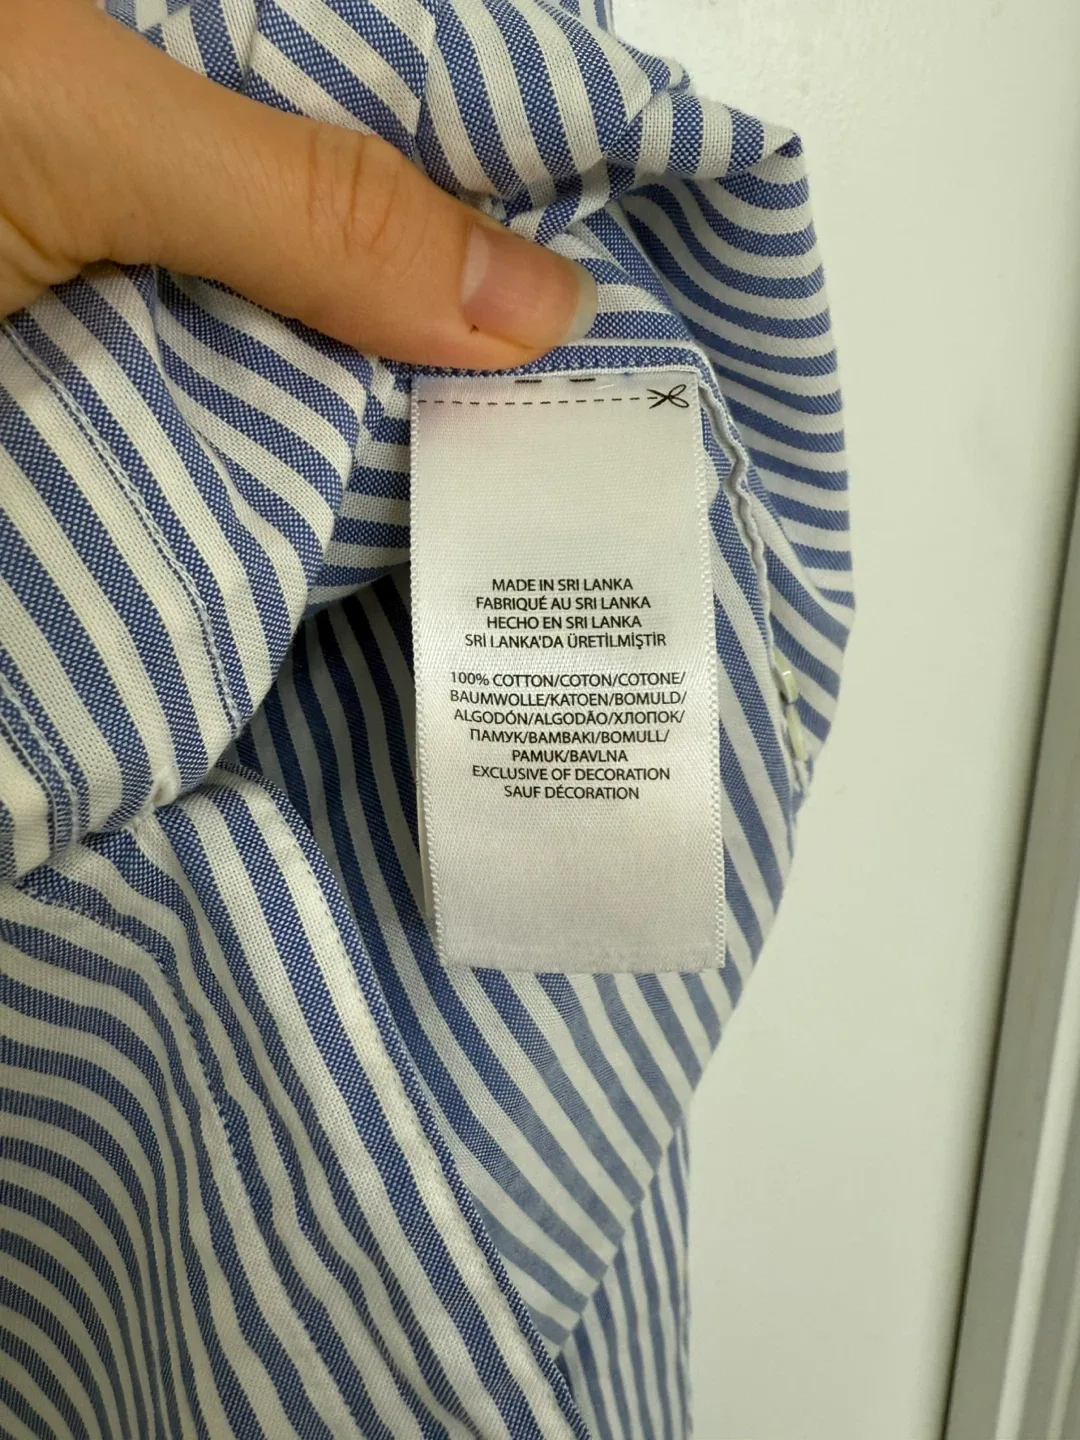 MADE IN SRI LANKA
FABRIQUÉ AU SRI LANKA
HECHO EN SRI LANKA
SRİ LANKA'DA ÜRETİLMİŞTİR
100% COTTON/COTON/COTONE/
BAUMWOLLE/KATOEN/BOMULD/
ALGODÓN/ALGODÃO/ХЛОПОК/
ПАМУК/ΒΑΜΒΑΚΙ/BOMULL/
PAMUK/BAVLNA
EXCLUSIVE OF DECORATION
SAUF DÉCORATION